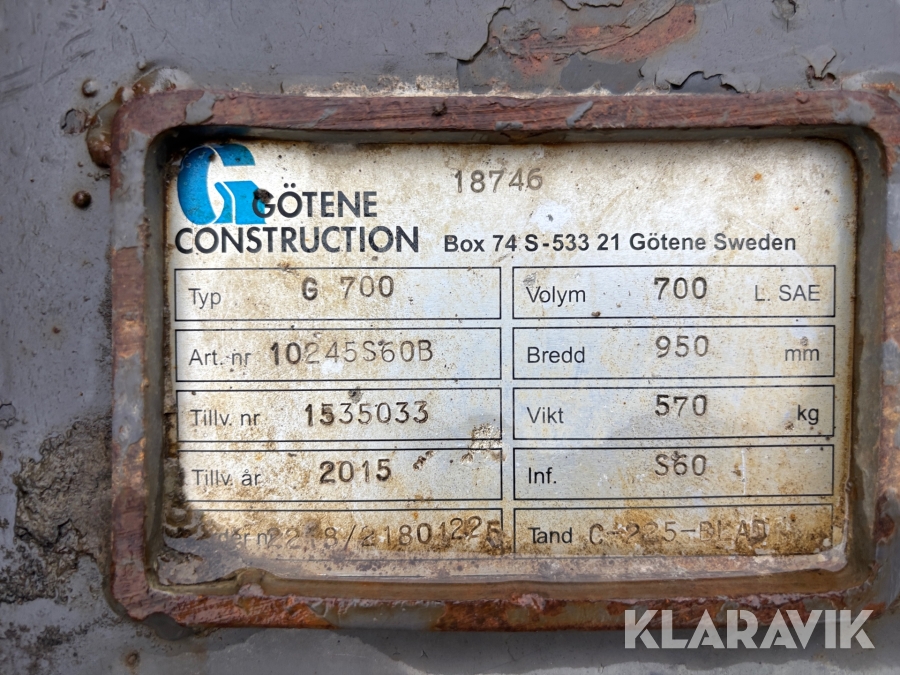 18746
GÖTENE
CONSTRUCTION Box 74 S-533 21 Götene Sweden
Typ G 700 Volym 700 L. SAE
Art. nr 10245S60B Bredd 950 mm
Tillv. nr 1535033 Vikt 570 kg
Tillv. år 2015 Inf. S60
Tand
KLARAVIK